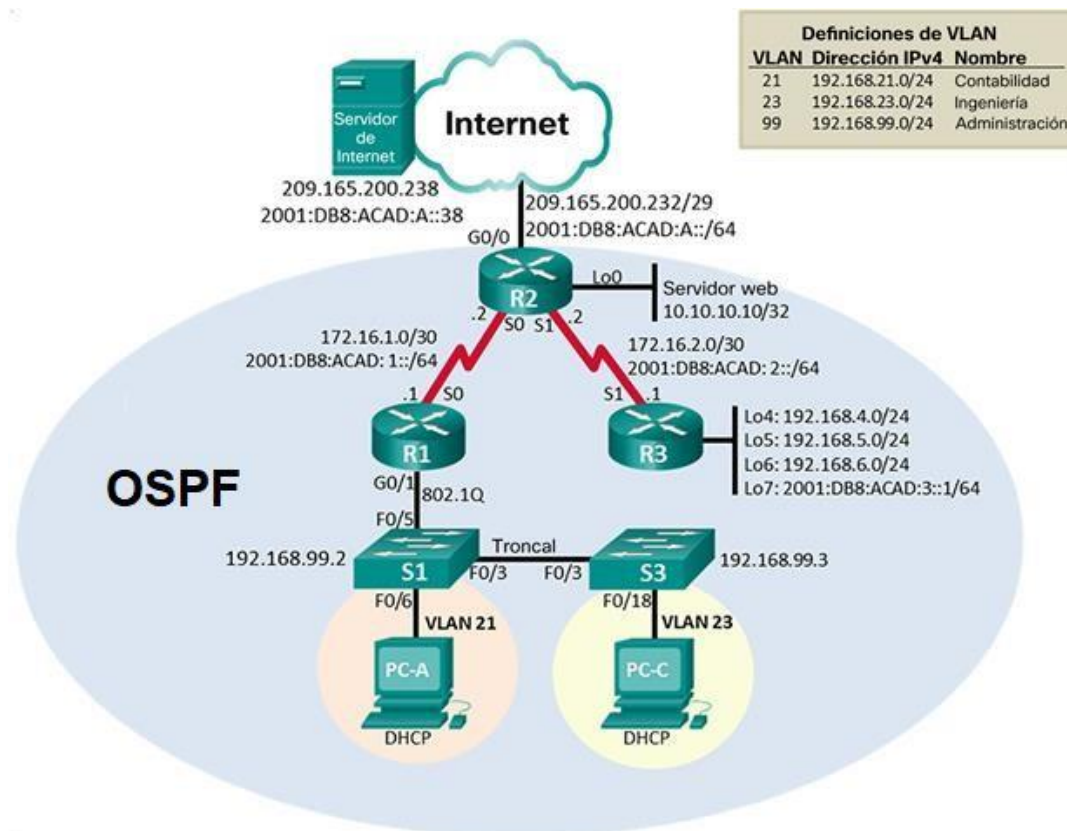 Definiciones de VLAN
VLAN Dirección IPv4 Nombre
21 192.168.21.0/24 Contabilidad
23 192.168.23.0/24 Ingeniería
99 192.168.99.0/24 Administración
Servidor
de
Internet
Internet
209.165.200.238
2001:DB8:ACAD:A::38
209.165.200.232/29
2001:DB8:ACAD:A::/64
G0/0
R2
Lo0
Servidor web
10.10.10.10/32
.2
S0
S1
.2
172.16.1.0/30
2001:DB8:ACAD: 1::/64
172.16.2.0/30
2001:DB8:ACAD: 2::/64
.1
S0
S1
.1
R1
R3
Lo4: 192.168.4.0/24
Lo5: 192.168.5.0/24
Lo6: 192.168.6.0/24
Lo7: 2001:DB8:ACAD:3::1/64
OSPF
G0/1
802.1Q
F0/5
192.168.99.2
S1
Troncal
F0/3
F0/3
S3
192.168.99.3
F0/6
F0/18
VLAN 21
VLAN 23
PC-A
PC-C
DHCP
DHCP